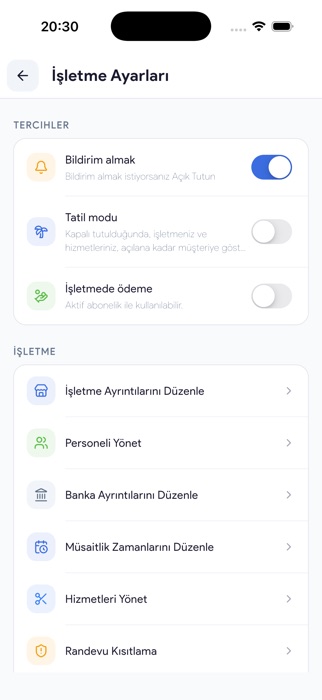 20:30
İşletme Ayarları
TERCIHLER
Bildirim almak
Bildirim almak istiyorsanız Açık Tutun
Tatil modu
Kapalı tutulduğunda, işletmeniz ve
hizmetleriniz, açılana kadar müşteriye göst...
İşletmede ödeme
Aktif abonelik ile kullanılabilir.
İŞLETME
İşletme Ayrıntılarını Düzenle
Personeli Yönet
Banka Ayrıntılarını Düzenle
Müsaitlik Zamanlarını Düzenle
Hizmetleri Yönet
Randevu Kısıtlama